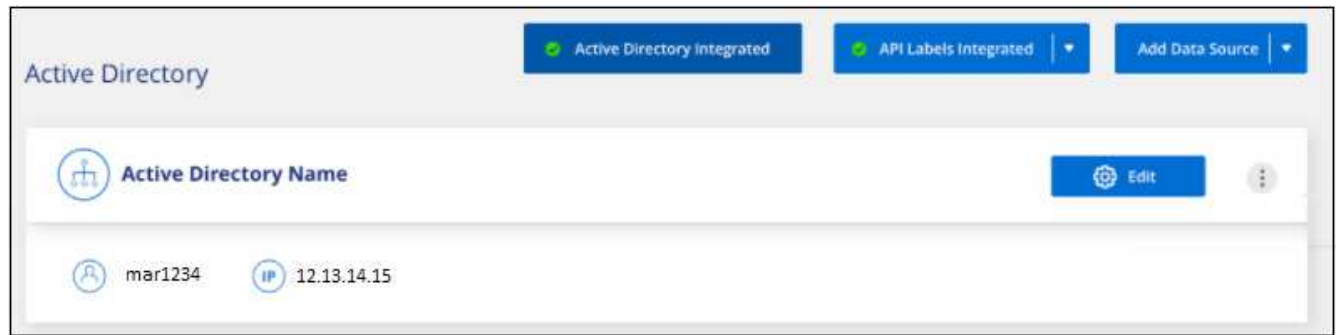 Active Directory Integrated
API Labels Integrated
Add Data Source
Active Directory
Active Directory Name
Edit
mar1234
IP
12.13.14.15